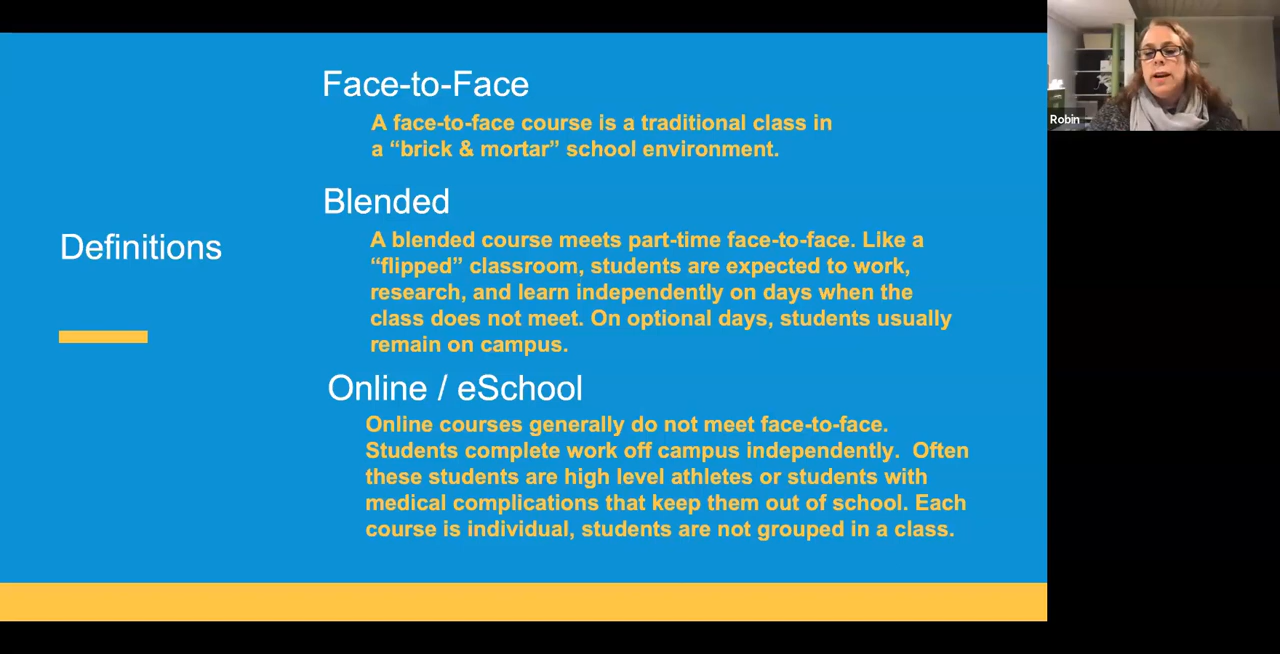 Face-to-Face
A face-to-face course is a traditional class in
a “brick & mortar” school environment.
Blended
A blended course meets part-time face-to-face. Like a
“flipped” classroom, students are expected to work,
research, and learn independently on days when the
class does not meet. On optional days, students usually
remain on campus.
Definitions
Online / eSchool
Online courses generally do not meet face-to-face.
Students complete work off campus independently.  Often
these students are high level athletes or students with
medical complications that keep them out of school. Each
course is individual, students are not grouped in a class.
Robin